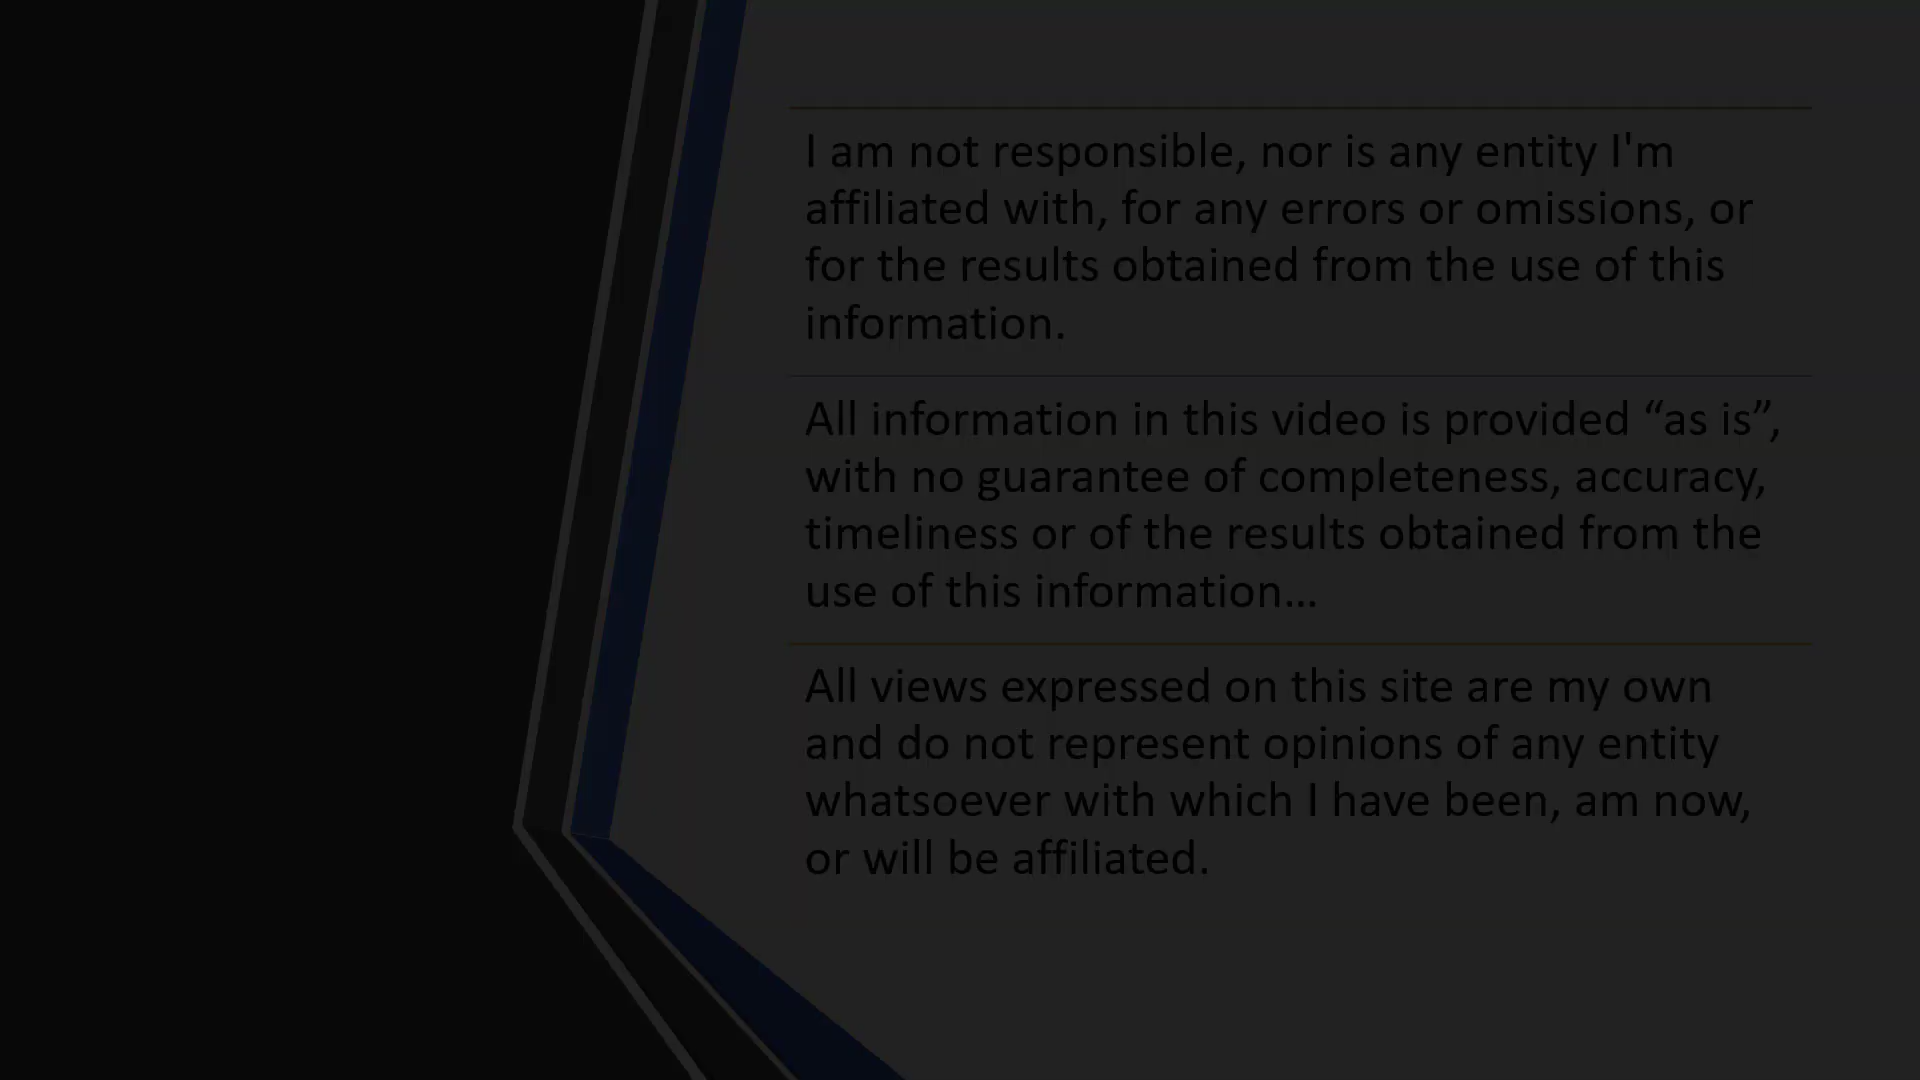 I am not responsible, nor is any entity I'm
affiliated with, for any errors or omissions, or
for the results obtained from the use of this
information.
All information in this video is provided “as is”,
with no guarantee of completeness, accuracy,
timeliness or of the results obtained from the
use of this information…
All views expressed on this site are my own
and do not represent opinions of any entity
whatsoever with which I have been, am now,
or will be affiliated.